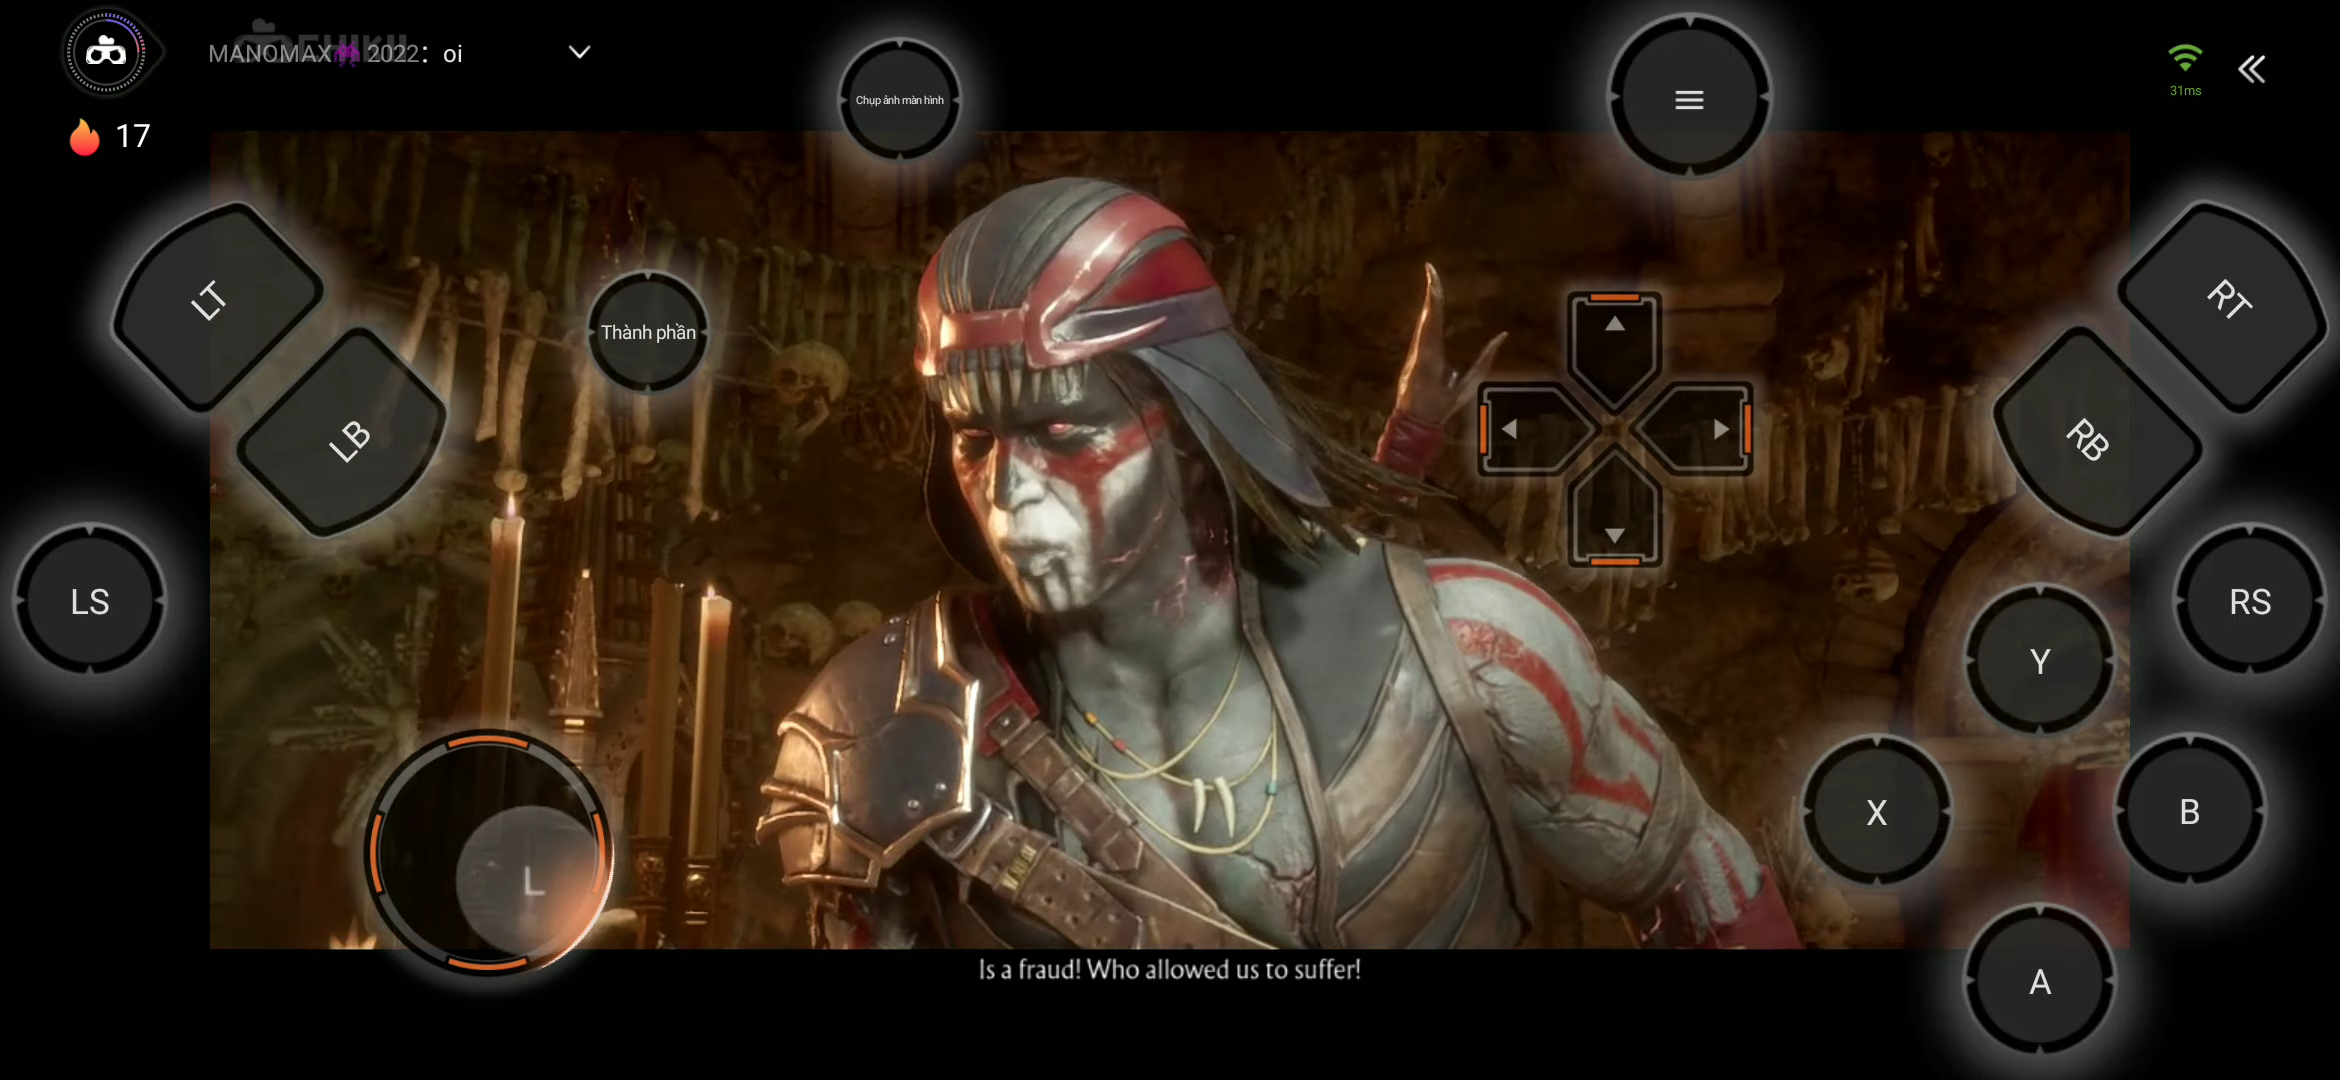 MANOMAX👾 2022： oi
CHIKII
31ms
17
Chụp ảnh màn hình
LT
RT
Thành phần
LB
RB
LS
RS
Y
X
B
L
A
Is a fraud! Who allowed us to suffer!